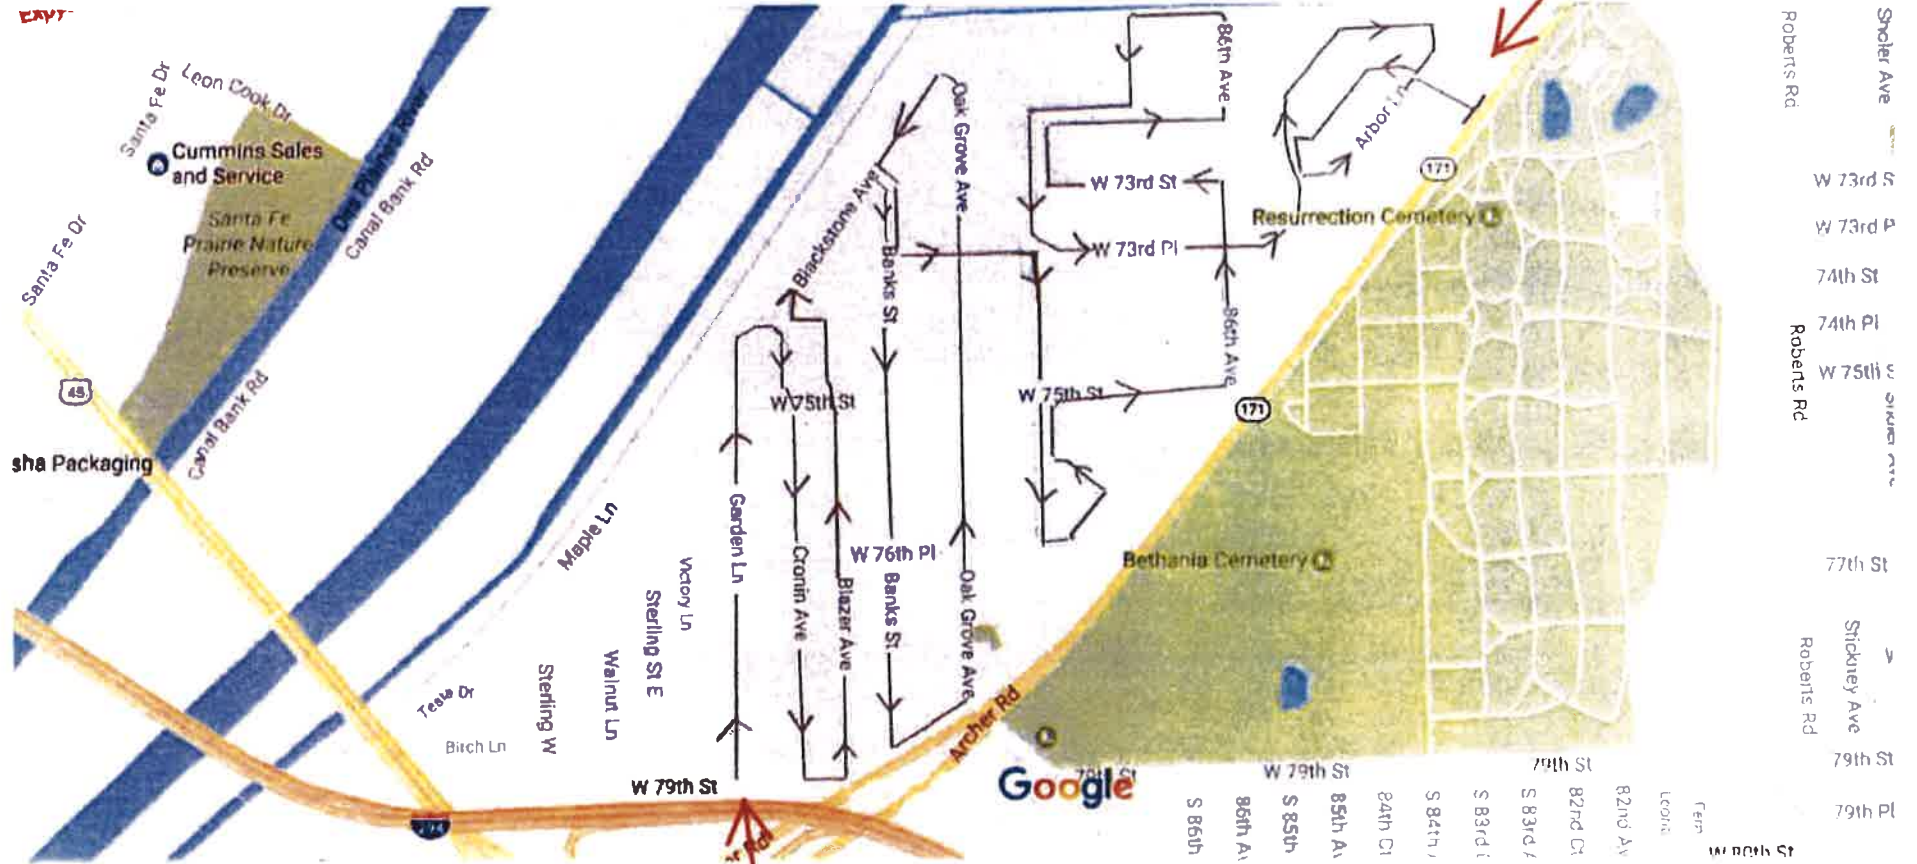 Leon Cook Dr
Santa Fe Dr
Cummins Sales
and Service
Santa Fe
Prairie Nature
Preserve
Santa Fe Dr
Des Plaines River
Canal Bank Rd
Canal Bank Rd
45
sha Packaging
Maple Ln
Tesla Dr
Birch Ln
Sterling W
Walnut Ln
Sterling St E
Victory Ln
Garden Ln
W 79th St
Blackstone Ave
W 75th St
Cronin Ave
Blazer Ave
Banks St
W 76th Pl
Banks St
Oak Grove Ave
Oak Grove Ave
86th Ave
W 73rd St
W 73rd Pl
86th Ave
W 75th St
Arbor Ln
171
Resurrection Cemetery
171
Bethania Cemetery
Archer Rd
Google
79th St
W 79th St
79th St
S 86th
86th Av
S 85th
85th Av
84th Ct
S 84th
S 83rd
S 83rd A
82nd Ct
82nd Av
Roberts Rd
Sholer Ave
W 73rd S
W 73rd P
74th St
74th Pl
Roberts Rd
W 75th S
77th St
Stickney Ave
Roberts Rd
79th St
79th Pl
W 80th St